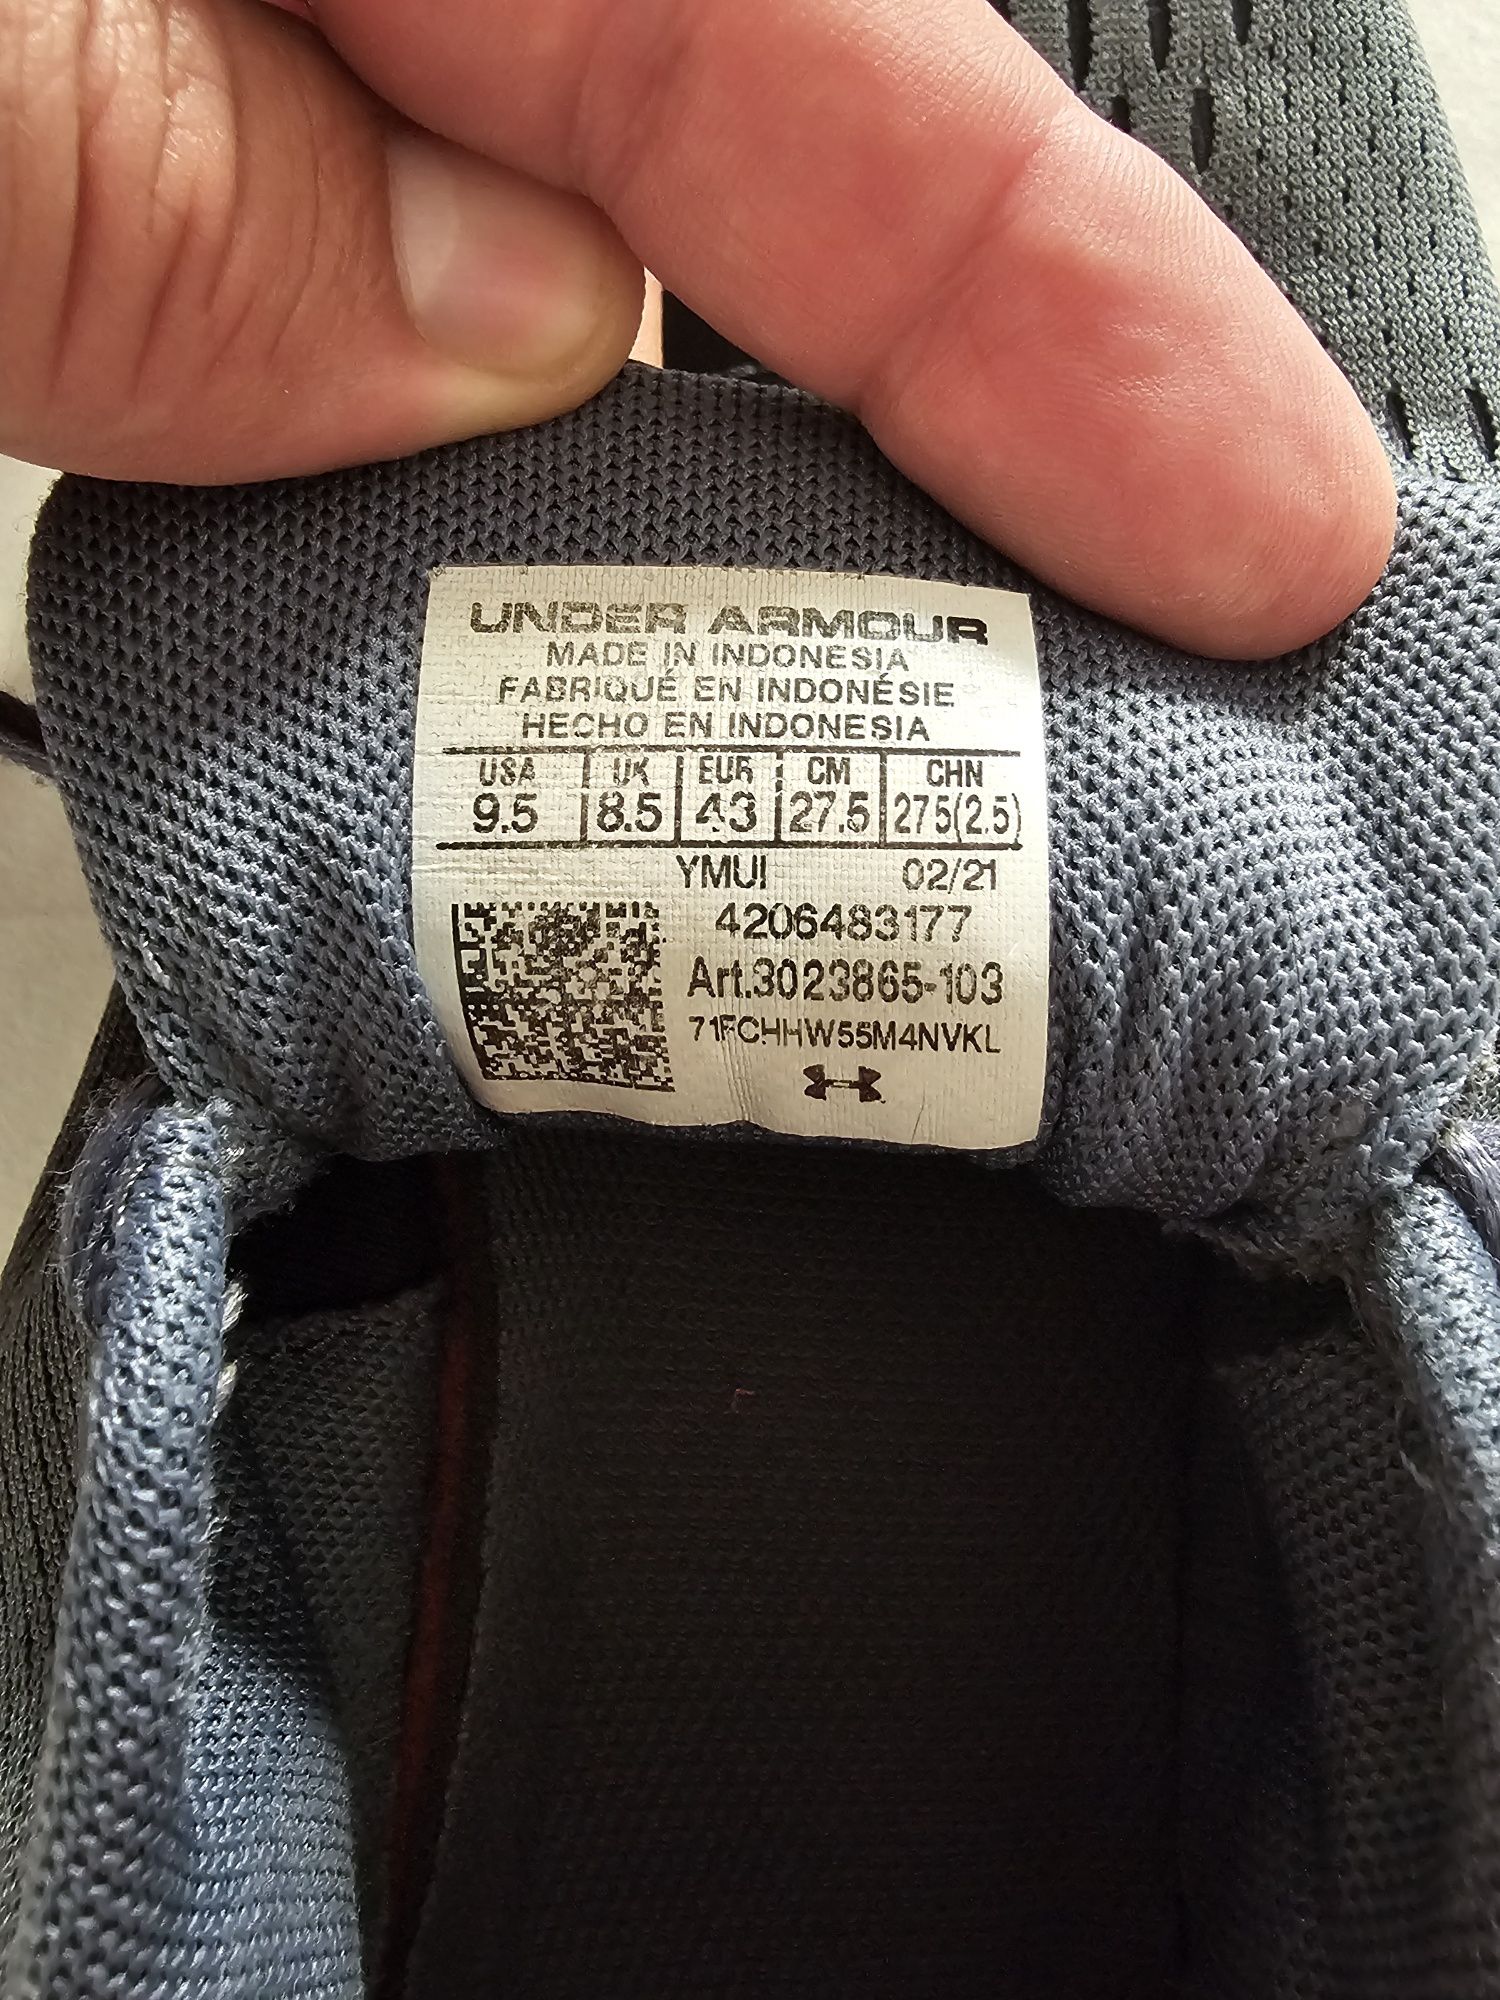 UNDER ARMOUR
MADE IN INDONESIA
FABRIQUÉ EN INDONÉSIE
HECHO EN INDONESIA
USA UK EUR CM CHN
9.5 8.5 43 27.5 275(2.5)
YMUI 02/21
4206483177
Art.3023865-103
71FCHHW55M4NVKL